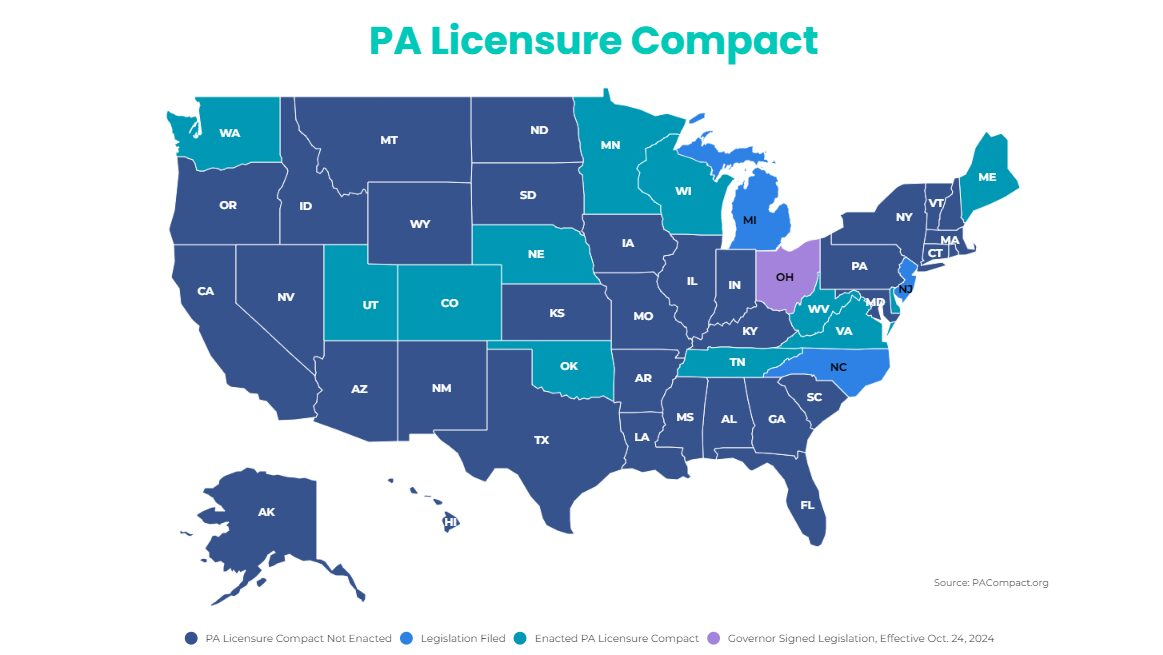 PA Licensure Compact
WA
MT
ND
MN
ME
OR
ID
SD
WI
MI
NY
VT
WY
MA
IA
CT
NE
PA
CA
NV
UT
CO
IL
IN
OH
NJ
MD
KS
MO
WV
KY
VA
AZ
NM
OK
AR
TN
NC
SC
TX
LA
MS
AL
GA
FL
AK
HI
Source: PACompact.org
PA Licensure Compact Not Enacted Legislation Filed Enacted PA Licensure Compact Governor Signed Legislation, Effective Oct. 24, 2024